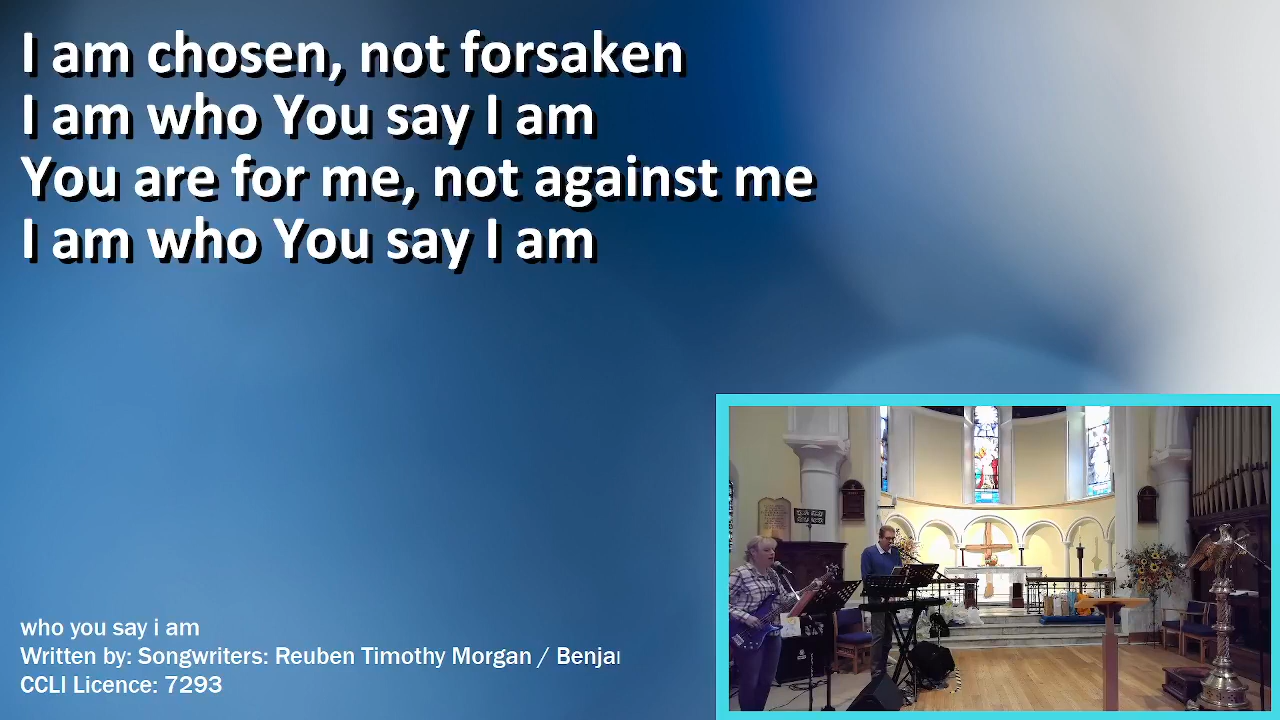 I am chosen, not forsaken
I am who You say I am
You are for me, not against me
I am who You say I am
who you say i am
Written by: Songwriters: Reuben Timothy Morgan / Benja
CCLI Licence: 7293